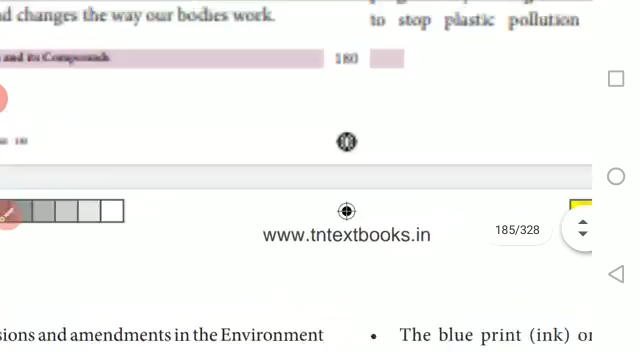 d changes the way our bodies work.
to stop plastic pollution
and its Compounds
180
www.tntextbooks.in
185/328
sions and amendments in the Environment
• The blue print (ink) or